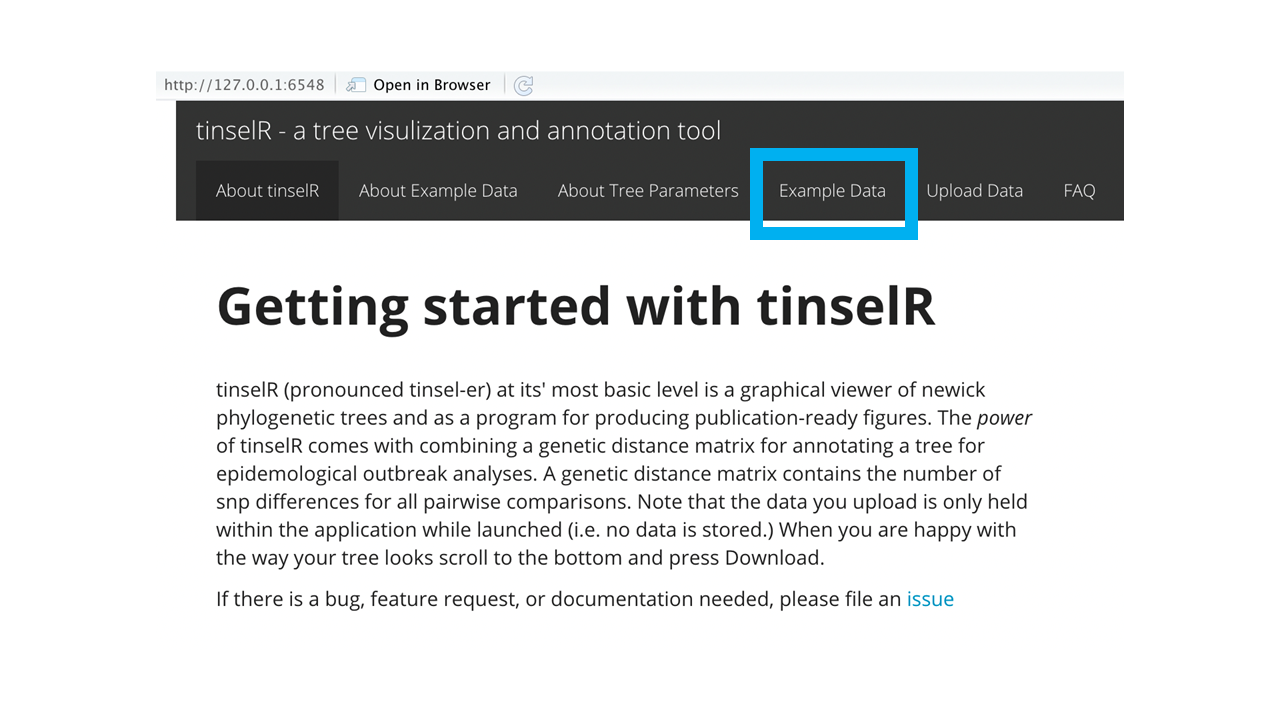 http://127.0.0.1:6548 Open in Browser
tinselR - a tree visulization and annotation tool
About tinselR About Example Data About Tree Parameters Example Data Upload Data FAQ
Getting started with tinselR
tinselR (pronounced tinsel-er) at its' most basic level is a graphical viewer of newick
phylogenetic trees and as a program for producing publication-ready figures. The power
of tinselR comes with combining a genetic distance matrix for annotating a tree for
epidemological outbreak analyses. A genetic distance matrix contains the number of
snp differences for all pairwise comparisons. Note that the data you upload is only held
within the application while launched (i.e. no data is stored.) When you are happy with
the way your tree looks scroll to the bottom and press Download.
If there is a bug, feature request, or documentation needed, please file an issue